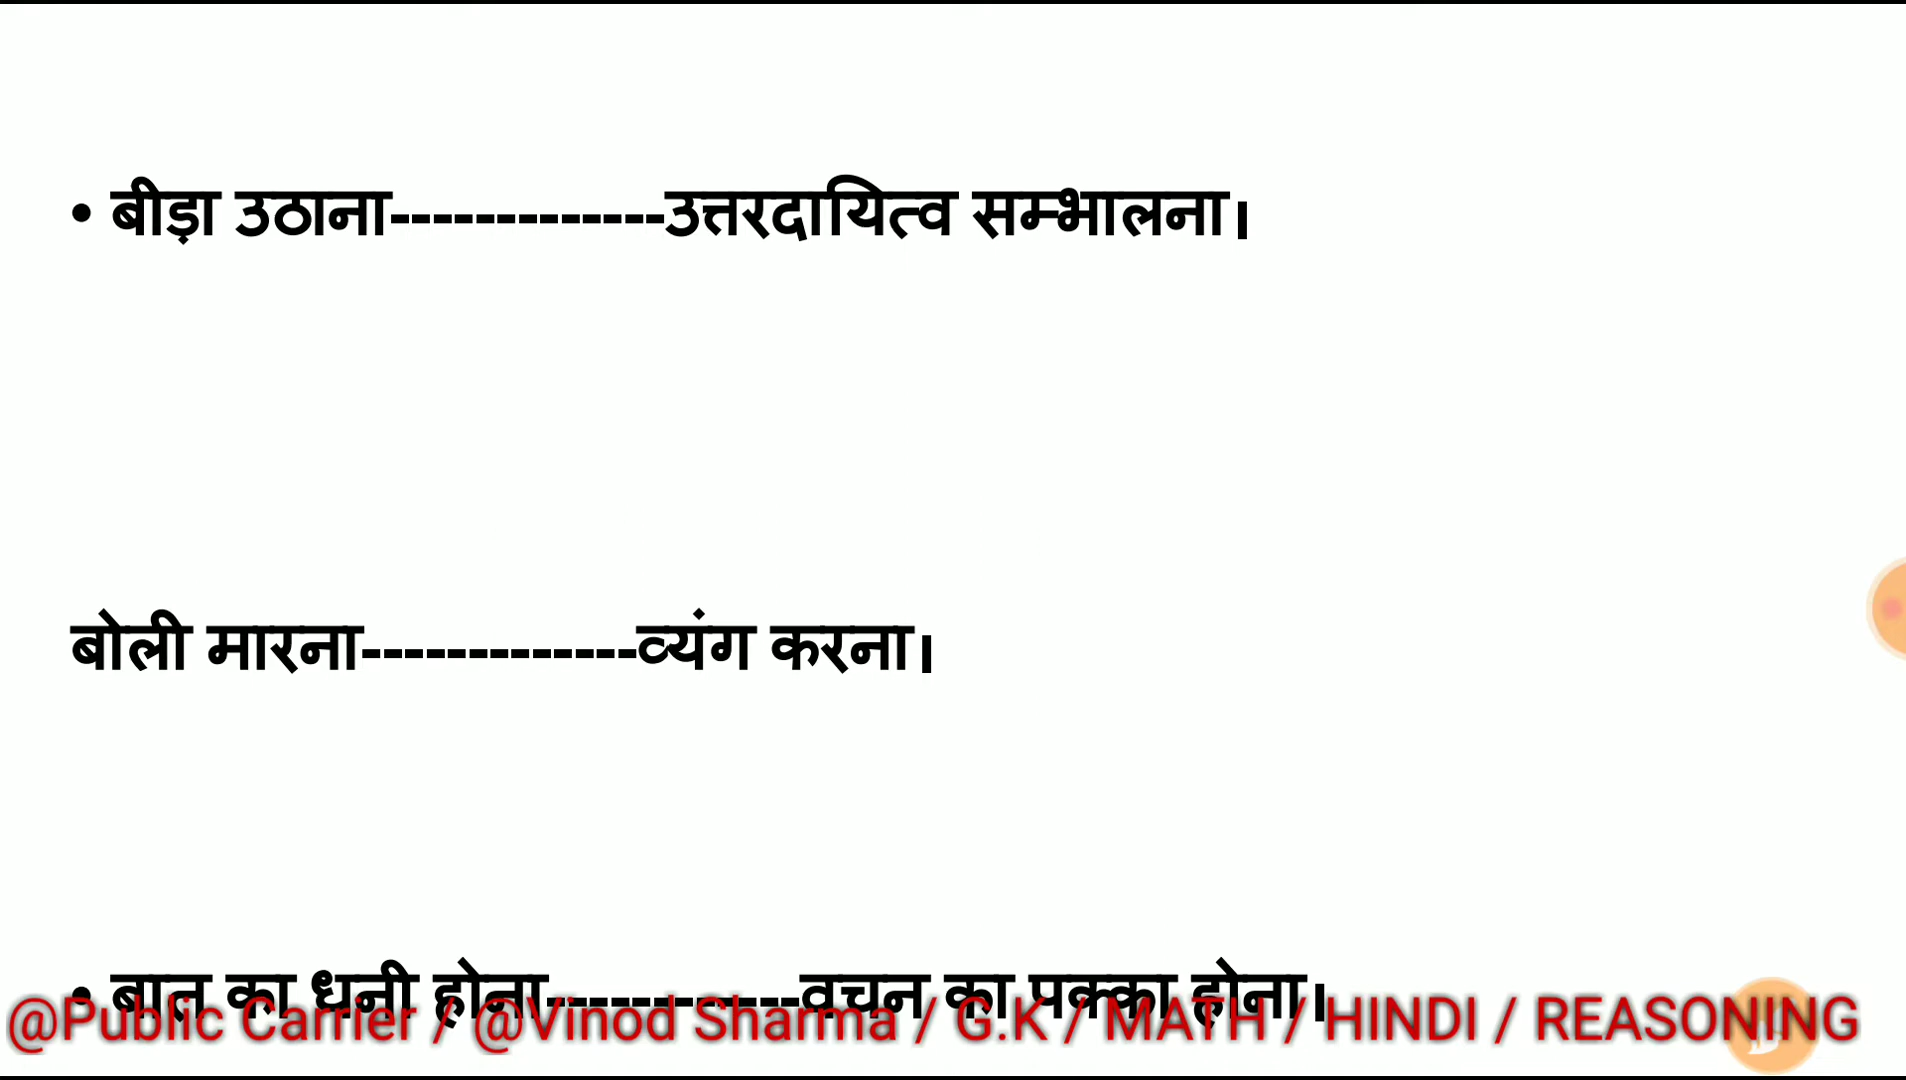 • बीड़ा उठाना-------------उत्तरदायित्व सम्भालना।
बोली मारना-------------व्यंग करना।
• बात का धनी होना------------वचन का पक्का होना।
@Public Carrier / @Vinod Sharma / G.K / MATH / HINDI / REASONING